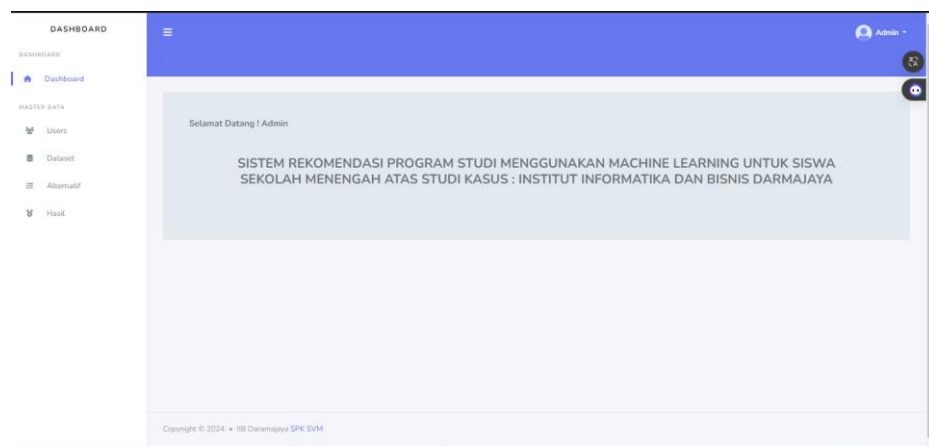 DASHBOARD
DASHBOARD
Dashboard
MASTER DATA
Users
Dataset
Alternatif
Hasil
Admin
Selamat Datang ! Admin
SISTEM REKOMENDASI PROGRAM STUDI MENGGUNAKAN MACHINE LEARNING UNTUK SISWA
SEKOLAH MENENGAH ATAS STUDI KASUS : INSTITUT INFORMATIKA DAN BISNIS DARMAJAYA
Copyright © 2024 • IIB Daramajaya SPK SVM